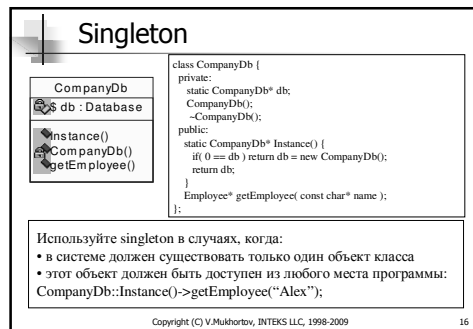 Singleton
CompanyDb
$ db : Database
Instance()
CompanyDb()
getEmployee()
class CompanyDb {
private:
static CompanyDb* db;
CompanyDb();
~CompanyDb();
public:
static CompanyDb* Instance() {
if( 0 == db ) return db = new CompanyDb();
return db;
}
Employee* getEmployee( const char* name );
};
Используйте singleton в случаях, когда:
• в системе должен существовать только один объект класса
• этот объект должен быть доступен из любого места программы:
CompanyDb::Instance()->getEmployee(“Alex”);
Copyright (C) V.Mukhortov, INTEKS LLC, 1998-2009
16